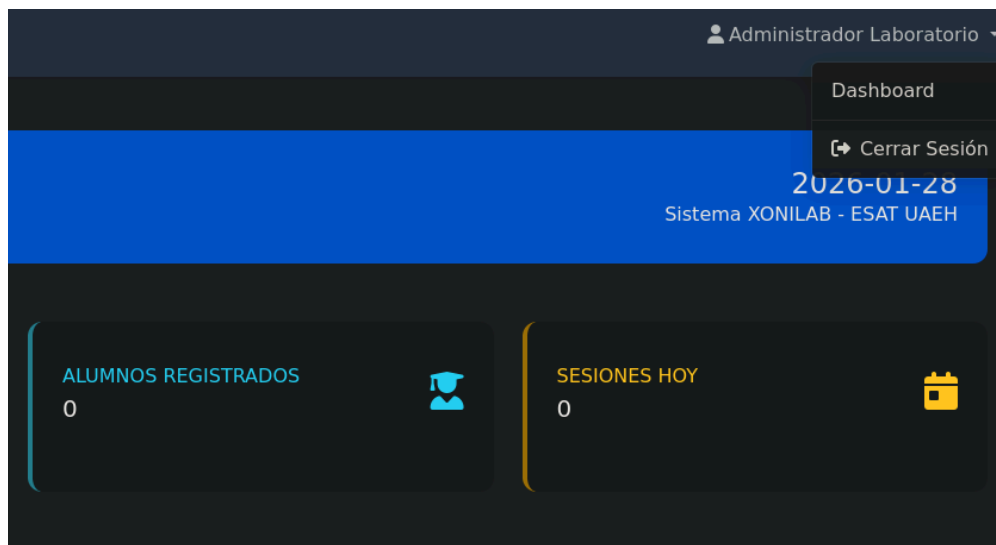 Administrador Laboratorio
Dashboard
Cerrar Sesión
2026-01-28
Sistema XONILAB - ESAT UAEH
ALUMNOS REGISTRADOS
0
SESIONES HOY
0